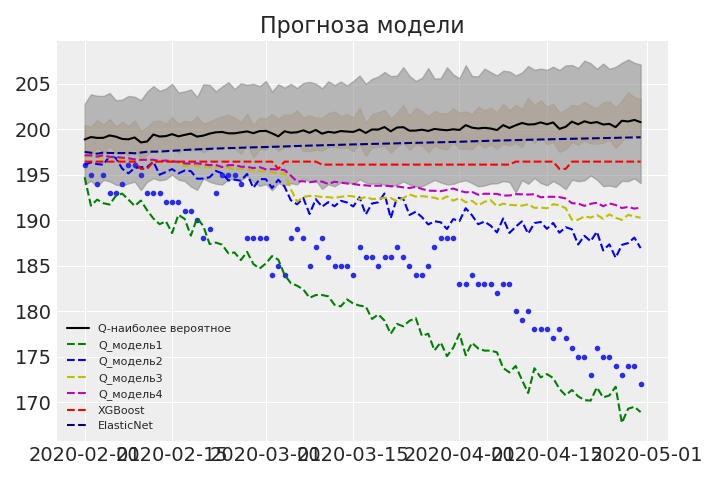 Прогноза модели
205
200
195
190
185
180
175
170
Q-наиболее вероятное
Q_модель1
Q_модель2
Q_модель3
Q_модель4
XGBoost
ElasticNet
2020-02-01 2020-02-15 2020-03-01 2020-03-15 2020-04-01 2020-04-15 2020-05-01